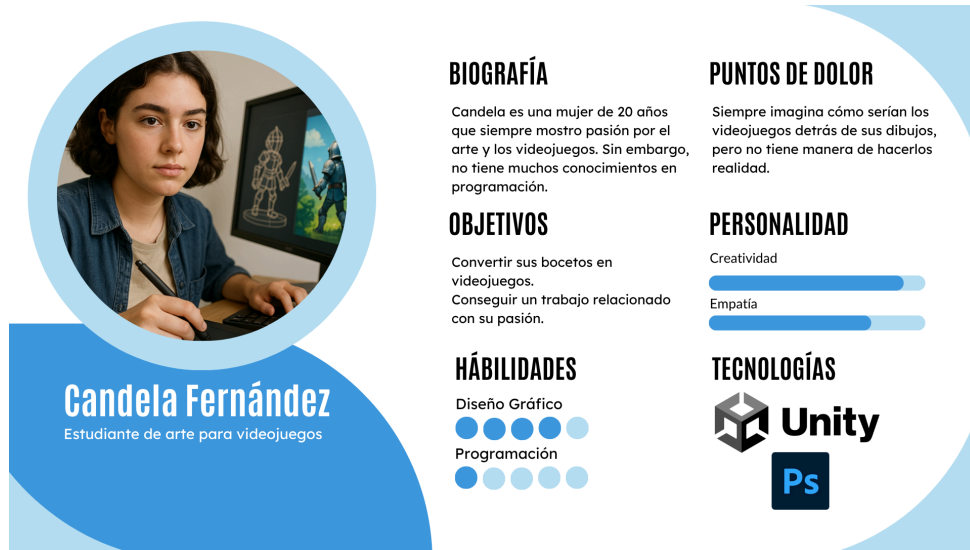 BIOGRAFÍA
Candela es una mujer de 20 años
que siempre mostro pasión por el
arte y los videojuegos. Sin embargo,
no tiene muchos conocimientos en
programación.
OBJETIVOS
Convertir sus bocetos en
videojuegos.
Conseguir un trabajo relacionado
con su pasión.
HÁBILIDADES
Diseño Gráfico
Programación
PUNTOS DE DOLOR
Siempre imagina cómo serían los
videojuegos detrás de sus dibujos,
pero no tiene manera de hacerlos
realidad.
PERSONALIDAD
Creatividad
Empatía
TECNOLOGÍAS
Unity
Ps
Candela Fernández
Estudiante de arte para videojuegos